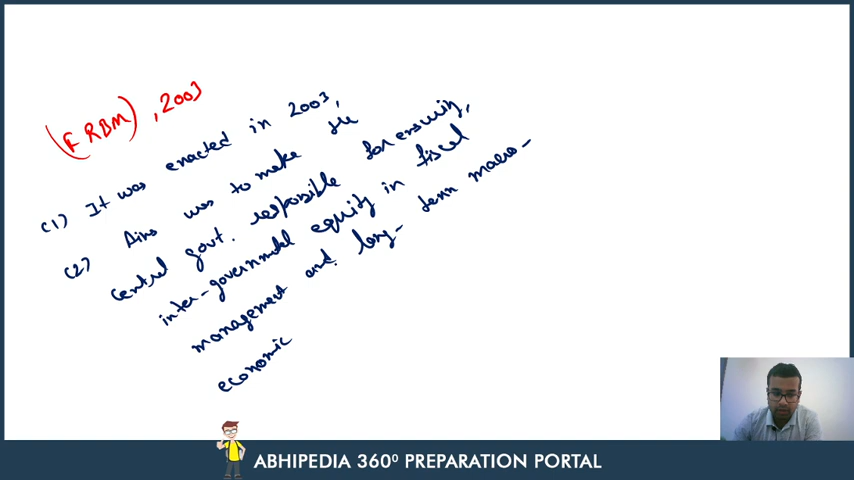 (FRBM), 2003
(1) It was enacted in 2003,
(2) Aim was to make the
central govt. responsible for ensuring,
inter-governmental equity in fiscal
management and long-term macro-
economic
ABHIPEDIA 360⁰ PREPARATION PORTAL